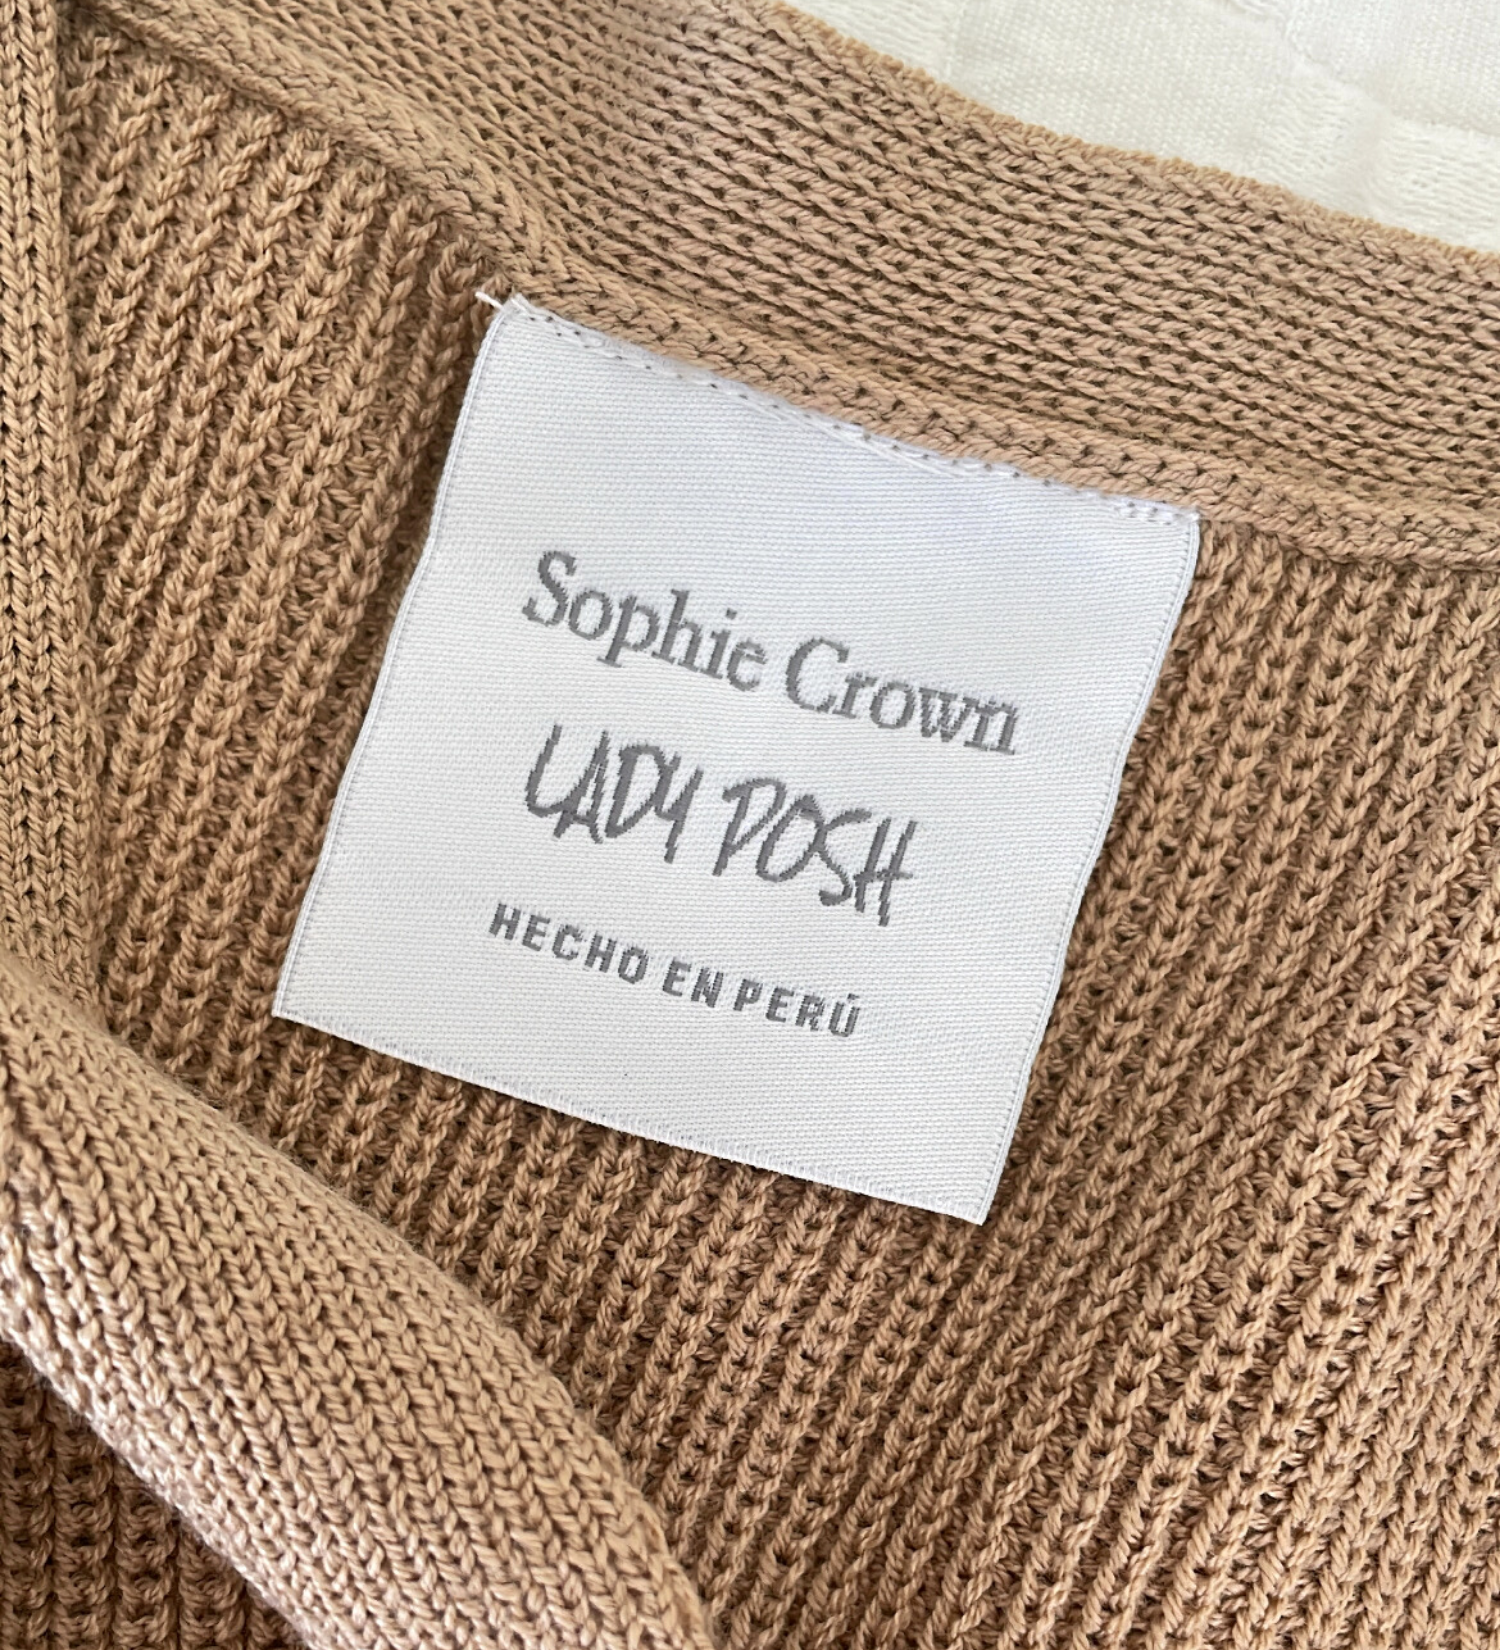 Sophie Crown
LADY POSH
HECHO EN PERÚ